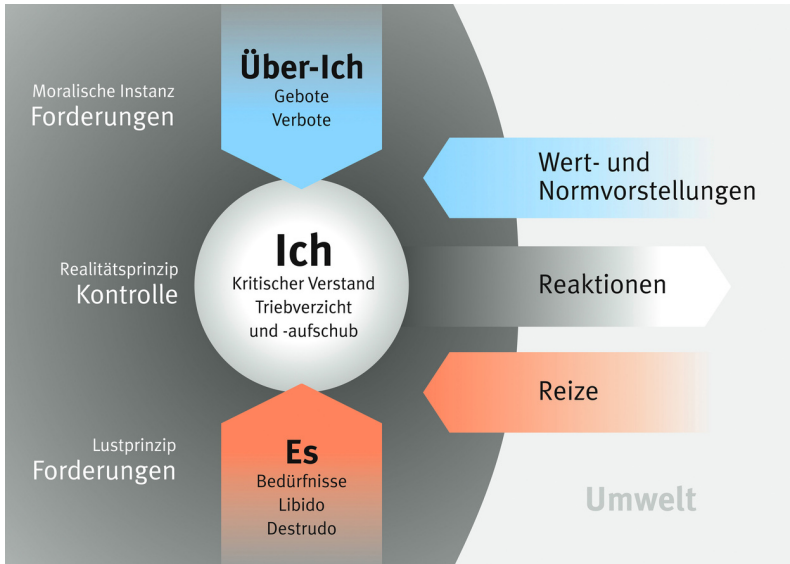 Moralische Instanz
Forderungen
Über-Ich
Gebote
Verbote
Wert- und
Normvorstellungen
Realitätsprinzip
Kontrolle
Ich
Kritischer Verstand
Triebverzicht
und -aufschub
Reaktionen
Reize
Lustprinzip
Forderungen
Es
Bedürfnisse
Libido
Destrudo
Umwelt